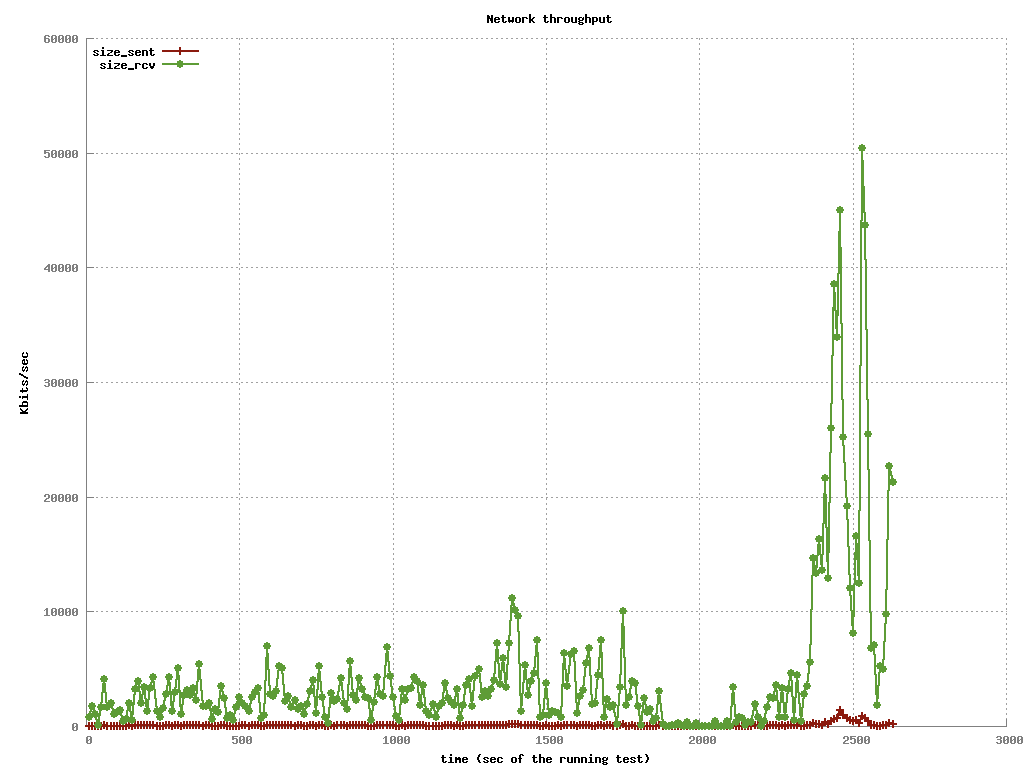 Network throughput
60000
size_sent
size_rcv
50000
40000
30000
20000
10000
0
Kbits/sec
0 500 1000 1500 2000 2500 3000
time (sec of the running test)